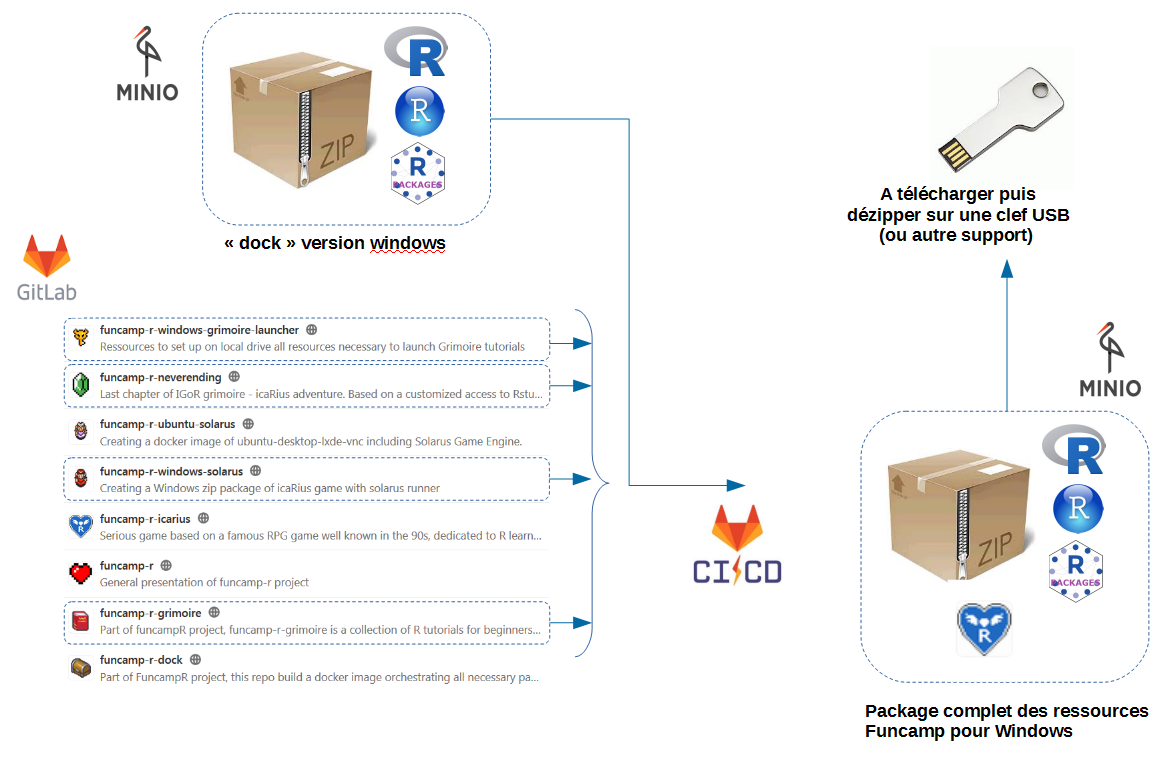 MINIO
R
R
R
PACKAGES
ZIP
« dock » version windows
GitLab
funcamp-r-windows-grimoire-launcher
Ressources to set up on local drive all resources necessary to launch Grimoire tutorials
funcamp-r-neverending
Last chapter of IGoR grimoire - icaRius adventure. Based on a customized access to Rstu...
funcamp-r-ubuntu-solarus
Creating a docker image of ubuntu-desktop-lxde-vnc including Solarus Game Engine.
funcamp-r-windows-solarus
Creating a Windows zip package of icaRius game with solarus runner
funcamp-r-icarius
Serious game based on a famous RPG game well known in the 90s, dedicated to R learn...
funcamp-r
General presentation of funcamp-r project
funcamp-r-grimoire
Part of funcampR project, funcamp-r-grimoire is a collection of R tutorials for beginners...
funcamp-r-dock
Part of FuncampR project, this repo build a docker image orchestrating all necessary pa...
R
CI CD
A télécharger puis
dézipper sur une clef USB
(ou autre support)
MINIO
R
R
R
PACKAGES
ZIP
R
Package complet des ressources
Funcamp pour Windows